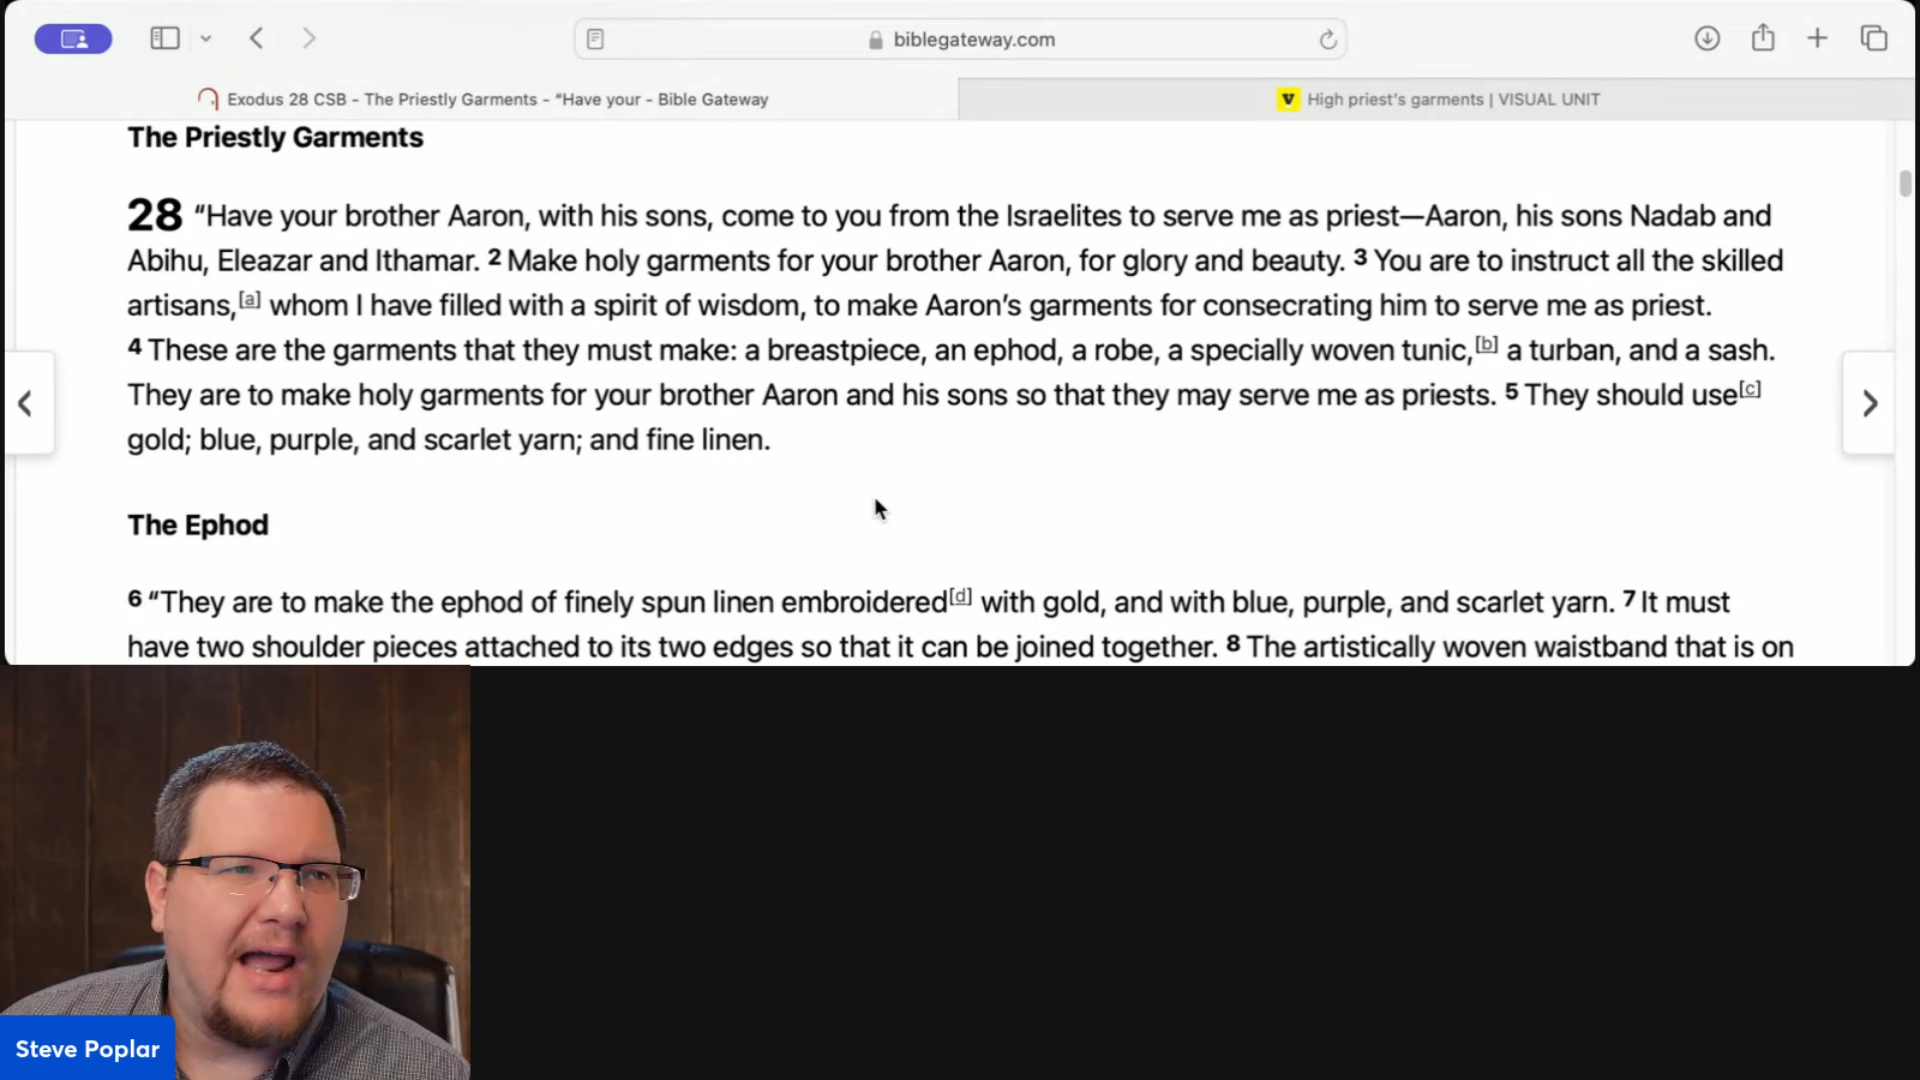 biblegateway.com
Exodus 28 CSB - The Priestly Garments - “Have your - Bible Gateway
V High priest’s garments | VISUAL UNIT
The Priestly Garments
28 “Have your brother Aaron, with his sons, come to you from the Israelites to serve me as priest—Aaron, his sons Nadab and
Abihu, Eleazar and Ithamar. 2 Make holy garments for your brother Aaron, for glory and beauty. 3 You are to instruct all the skilled
artisans,[a] whom I have filled with a spirit of wisdom, to make Aaron’s garments for consecrating him to serve me as priest.
4 These are the garments that they must make: a breastpiece, an ephod, a robe, a specially woven tunic,[b] a turban, and a sash.
They are to make holy garments for your brother Aaron and his sons so that they may serve me as priests. 5 They should use[c]
gold; blue, purple, and scarlet yarn; and fine linen.
The Ephod
6 “They are to make the ephod of finely spun linen embroidered[d] with gold, and with blue, purple, and scarlet yarn. 7 It must
have two shoulder pieces attached to its two edges so that it can be joined together. 8 The artistically woven waistband that is on
Steve Poplar